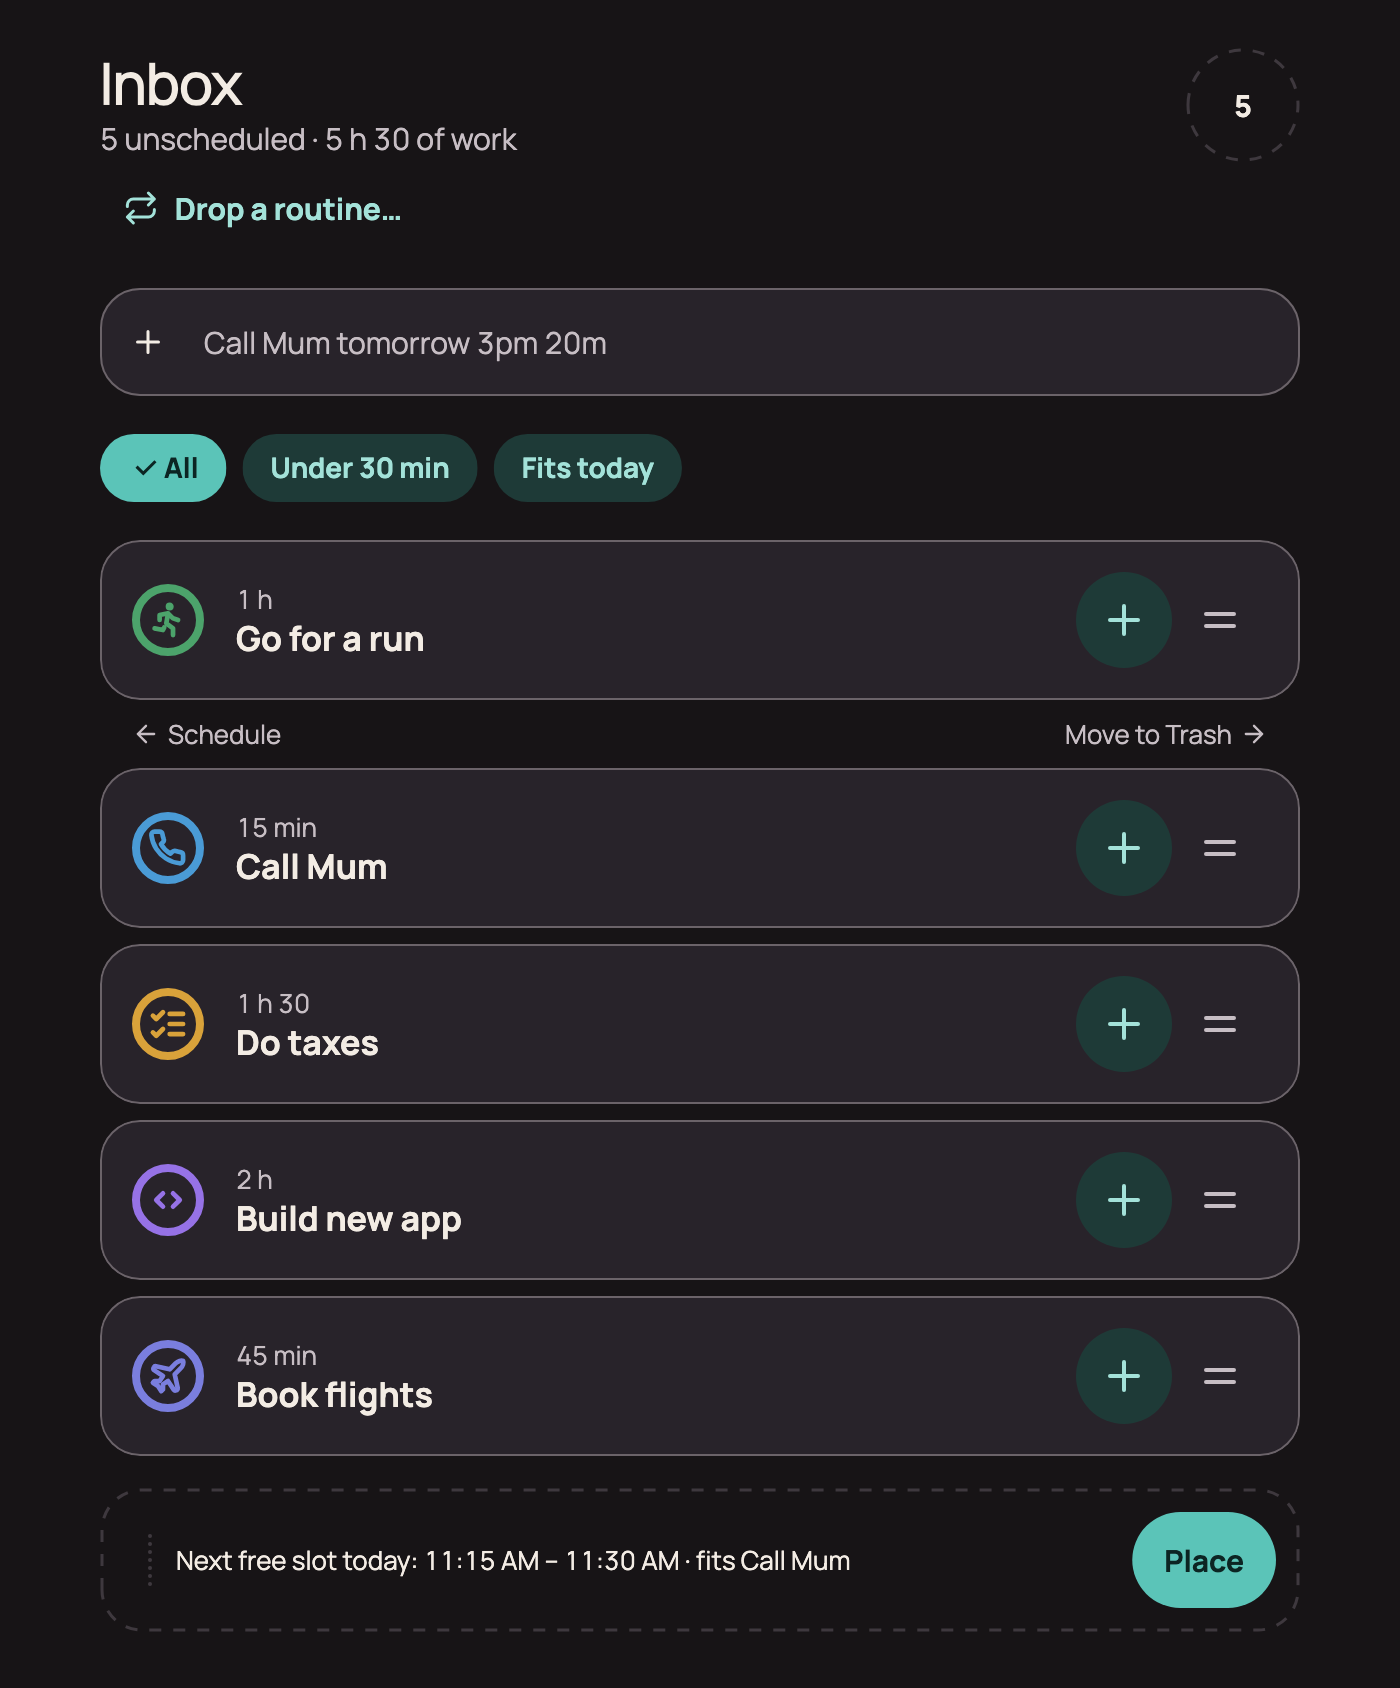 Inbox
5
5 unscheduled · 5 h 30 of work
Drop a routine...
Call Mum tomorrow 3pm 20m
All
Under 30 min
Fits today
1 h
Go for a run
← Schedule
Move to Trash →
15 min
Call Mum
1 h 30
Do taxes
2 h
Build new app
45 min
Book flights
Next free slot today: 11:15 AM – 11:30 AM · fits Call Mum
Place